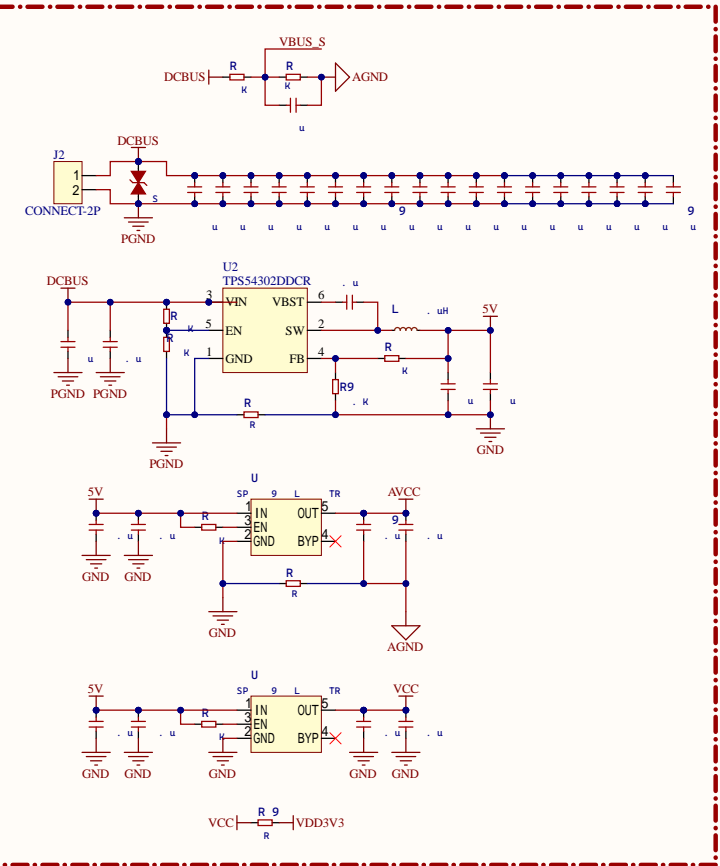 VBUS_S
DCBUS R R AGND
K K
u
DCBUS
J2
1
2
CONNECT-2P
s
PGND
9 9
u u u u u u u u u u u u u u u u u u
U2
TPS54302DDCR
DCBUS
3 VIN VBST 6
5 EN SW 2
1 GND FB 4
R K
R K
. u
L . uH
5V
R
K
R9
. K
u . u
PGND PGND
u u
R
R
PGND
GND
U
SP 9 L TR
5V AVCC
1 IN OUT 5
3 EN
2 GND BYP 4
R
K
9
. u . u . u . u
GND GND
R
R
GND
AGND
U
SP 9 L TR
5V VCC
1 IN OUT 5
3 EN
2 GND BYP 4
R
K
. u . u . u . u
GND GND GND GND GND
R 9
VCC VDD3V3
R